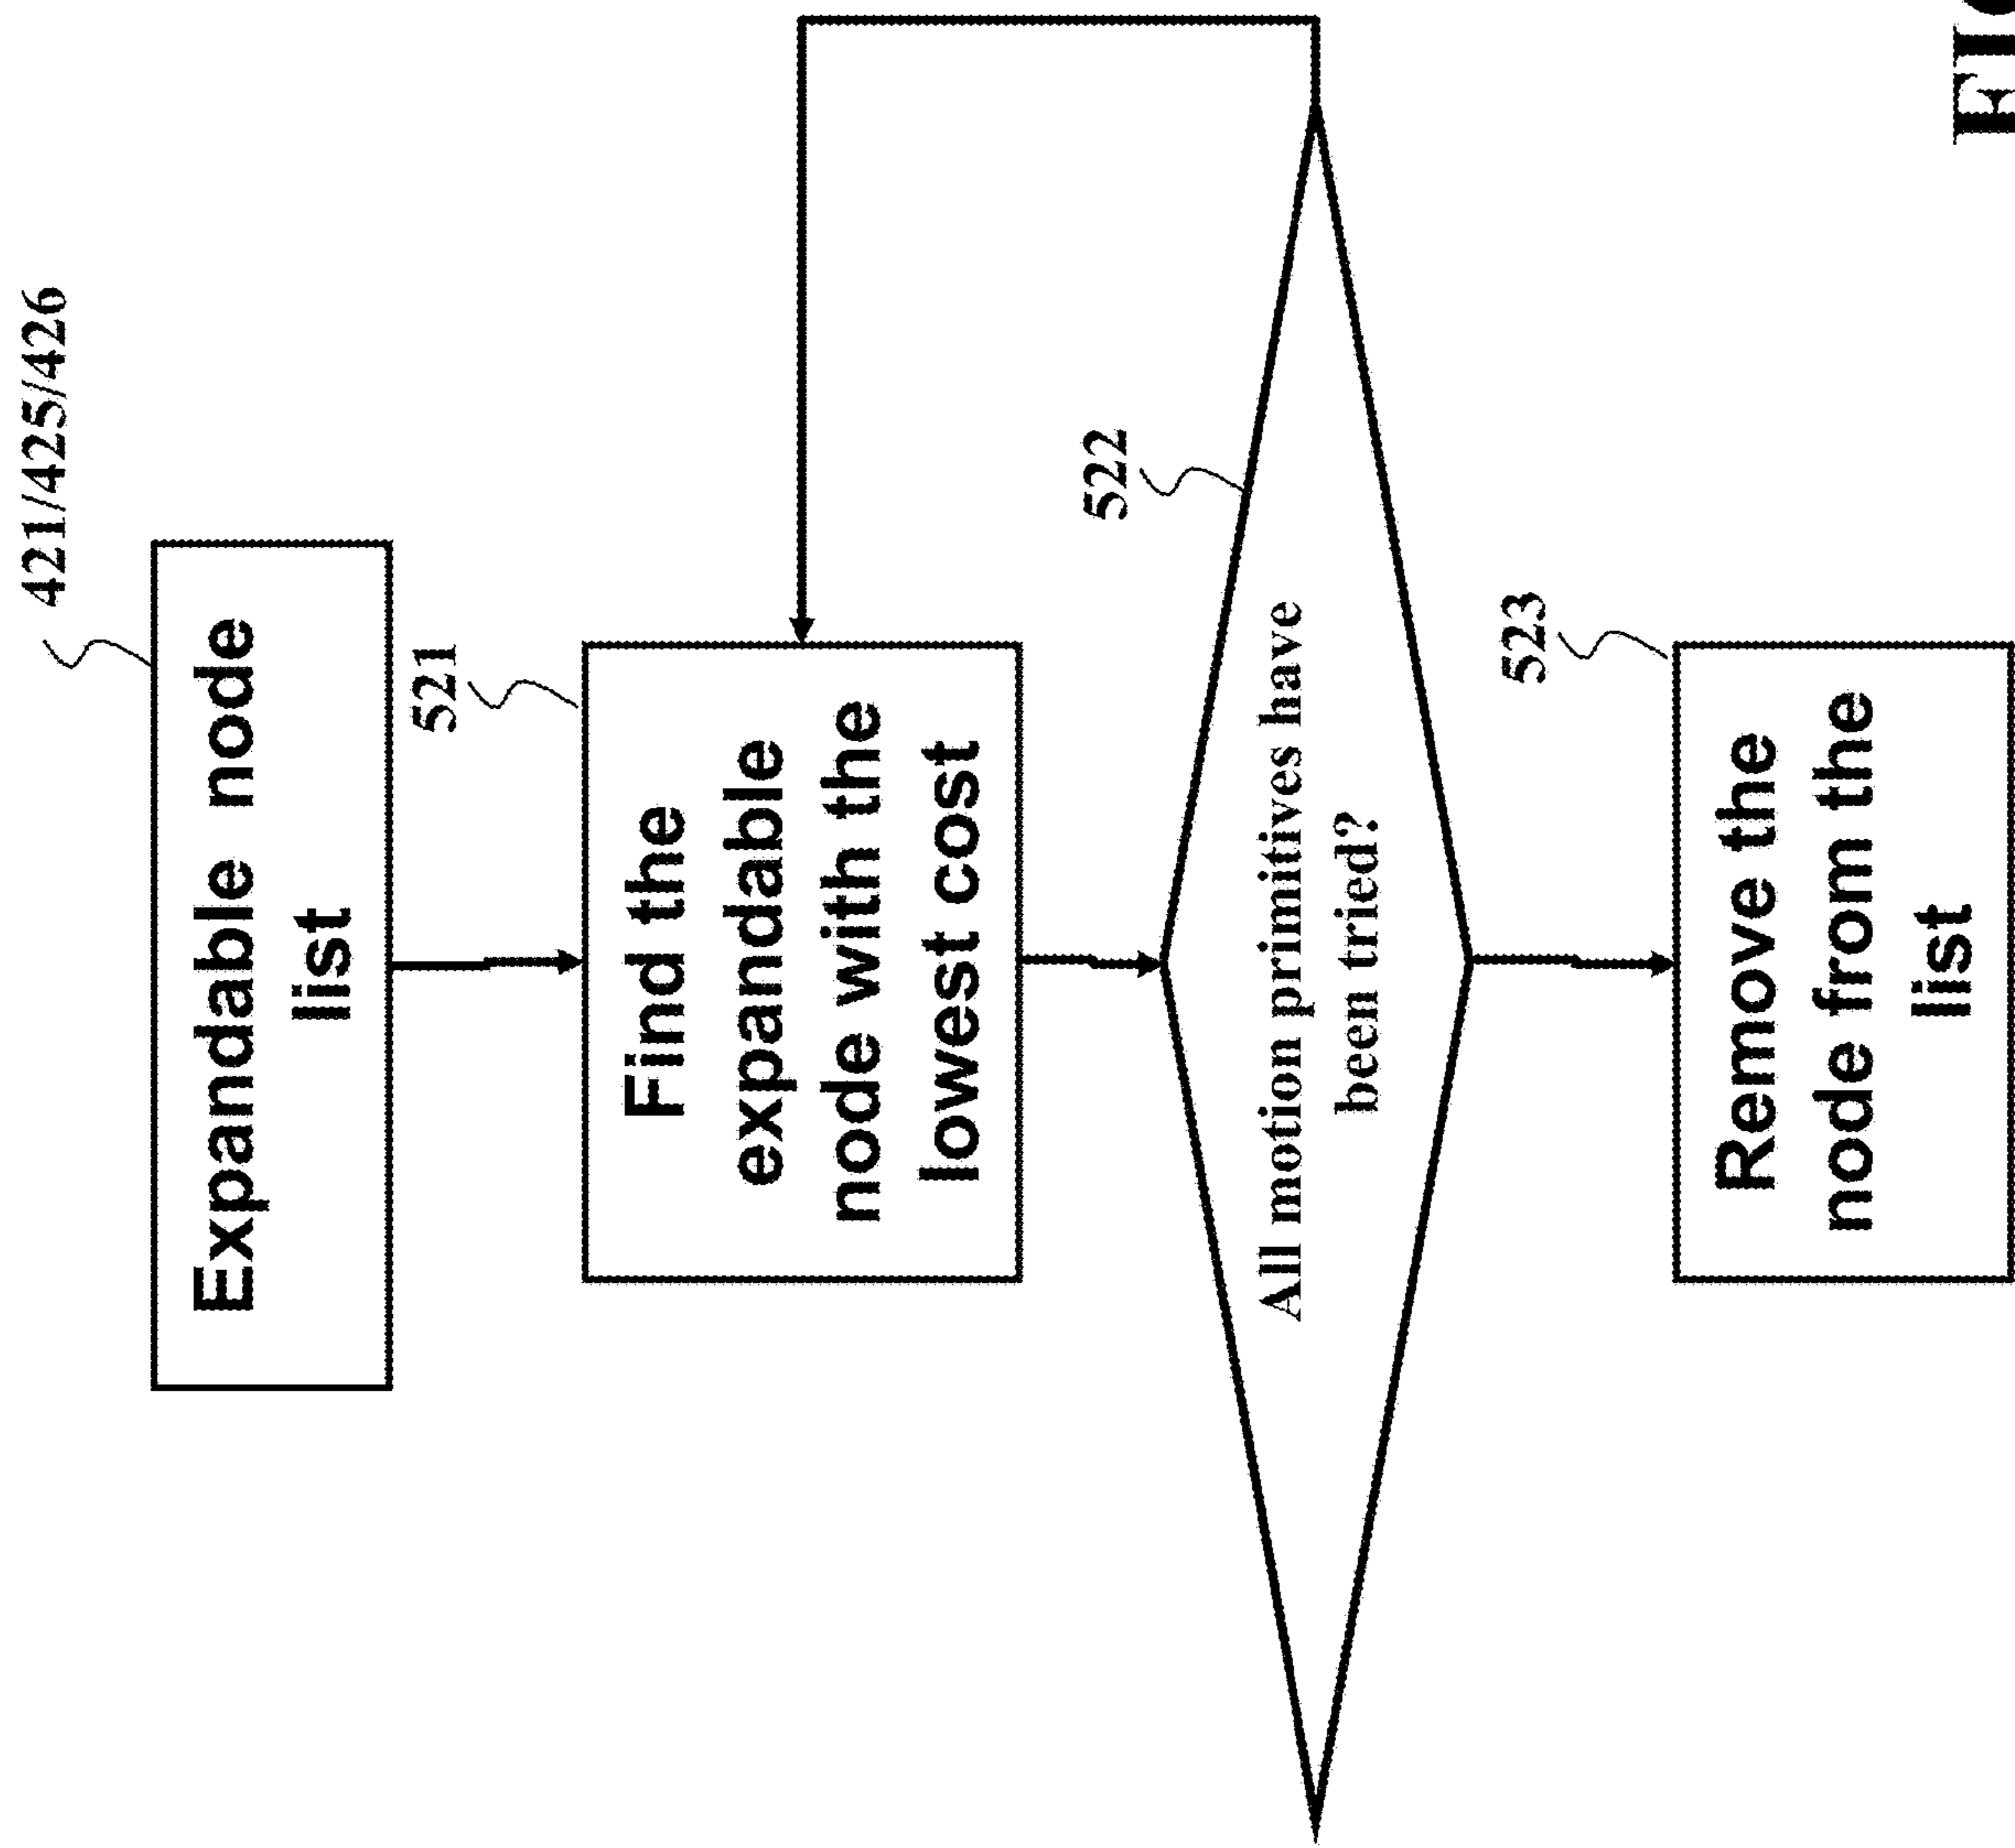 421/425/426
Expandable node
list
521
Find the
expandable
node with the
lowest cost
522
All motion primitives have
been tried?
523
Remove the
node from the
list